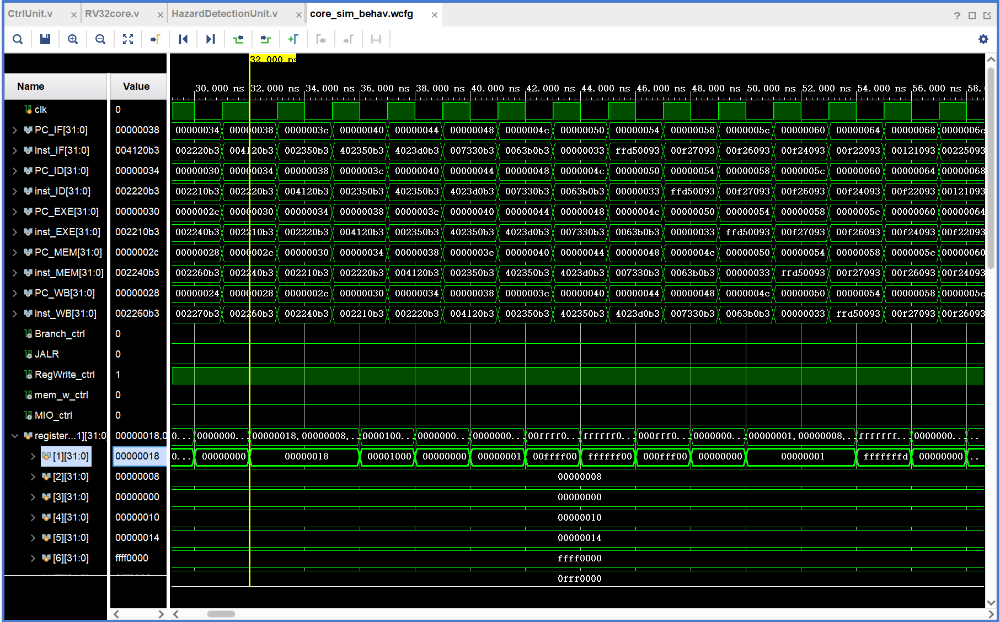 CtrlUnit.v × RV32core.v × HazardDetectionUnit.v × core_sim_behav.wcfg ×
32.000 ns
Name Value 30.000 ns 32.000 ns 34.000 ns 36.000 ns 38.000 ns 40.000 ns 42.000 ns 44.000 ns 46.000 ns 48.000 ns 50.000 ns 52.000 ns 54.000 ns 56.000 ns 58.
clk 0
PC_IF[31:0] 00000038 00000034 00000038 0000003c 00000040 00000044 00000048 0000004c 00000050 00000054 00000058 0000005c 00000060 00000064 00000068 0000006c
inst_IF[31:0] 004120b3 002220b3 004120b3 002350b3 402350b3 4023d0b3 007330b3 0063b0b3 00000033 ffd50093 00f27093 00f26093 00f24093 00f22093 00121093 00225093
PC_ID[31:0] 00000034 00000030 00000034 00000038 0000003c 00000040 00000044 00000048 0000004c 00000050 00000054 00000058 0000005c 00000060 00000064 00000068
inst_ID[31:0] 002220b3 002210b3 002220b3 004120b3 002350b3 402350b3 4023d0b3 007330b3 0063b0b3 00000033 ffd50093 00f27093 00f26093 00f24093 00f22093 00121093
PC_EXE[31:0] 00000030 0000002c 00000030 00000034 00000038 0000003c 00000040 00000044 00000048 0000004c 00000050 00000054 00000058 0000005c 00000060 00000064
inst_EXE[31:0] 002210b3 002240b3 002210b3 002220b3 004120b3 002350b3 402350b3 4023d0b3 007330b3 0063b0b3 00000033 ffd50093 00f27093 00f26093 00f24093 00f22093
PC_MEM[31:0] 0000002c 00000028 0000002c 00000030 00000034 00000038 0000003c 00000040 00000044 00000048 0000004c 00000050 00000054 00000058 0000005c 00000060
inst_MEM[31:0] 002240b3 002260b3 002240b3 002210b3 002220b3 004120b3 002350b3 402350b3 4023d0b3 007330b3 0063b0b3 00000033 ffd50093 00f27093 00f26093 00f24093
PC_WB[31:0] 00000028 00000024 00000028 0000002c 00000030 00000034 00000038 0000003c 00000040 00000044 00000048 0000004c 00000050 00000054 00000058 0000005c
inst_WB[31:0] 002260b3 002270b3 002260b3 002240b3 002210b3 002220b3 004120b3 002350b3 402350b3 4023d0b3 007330b3 0063b0b3 00000033 ffd50093 00f27093 00f26093
Branch_ctrl 0
JALR 0
RegWrite_ctrl 1
mem_w_ctrl 0
MIO_ctrl 0
register...1][31:0] 00000018,0 0... 0000000... 00000018,00000008,... 0000100... 0000000... 0000000... 00ffff0... ffffff0... 000fff0... 0000000... 00000001,00000008,... fffffff... 0000000... ..
[1][31:0] 00000018 0... 00000000 00000018 00001000 00000000 00000001 00ffff00 ffffff00 000fff00 00000000 00000001 fffffffd 00000000 ..
[2][31:0] 00000008 00000008
[3][31:0] 00000000 00000000
[4][31:0] 00000010 00000010
[5][31:0] 00000014 00000014
[6][31:0] ffff0000 ffff0000
0fff0000